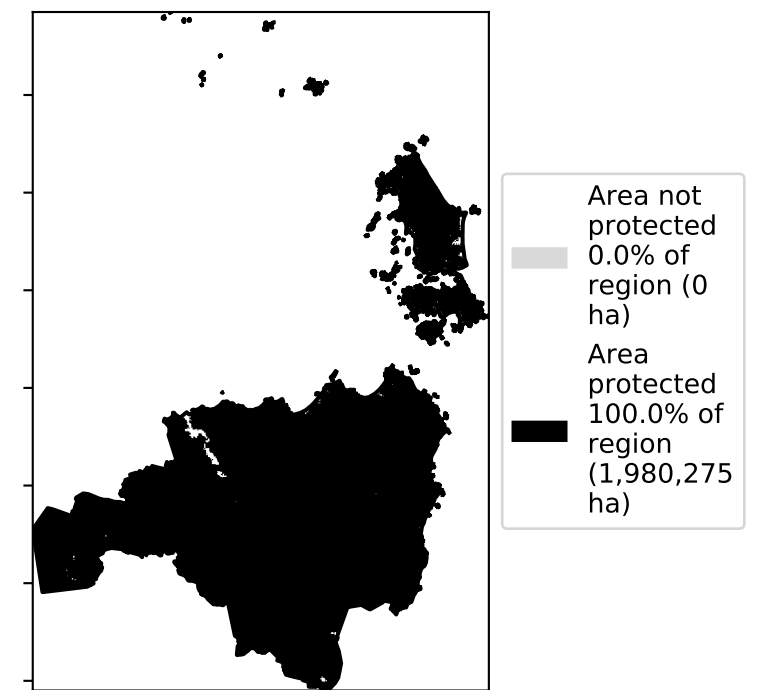 Area not
protected
0.0% of
region (0
ha)
Area
protected
100.0% of
region
(1,980,275
ha)